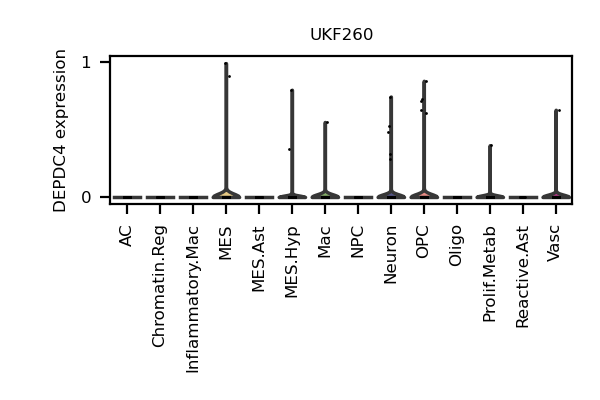 UKF260
DEPDC4 expression
1
0
AC
Chromatin.Reg
Inflammatory.Mac
MES
MES.Ast
MES.Hyp
Mac
NPC
Neuron
OPC
Oligo
Prolif.Metab
Reactive.Ast
Vasc